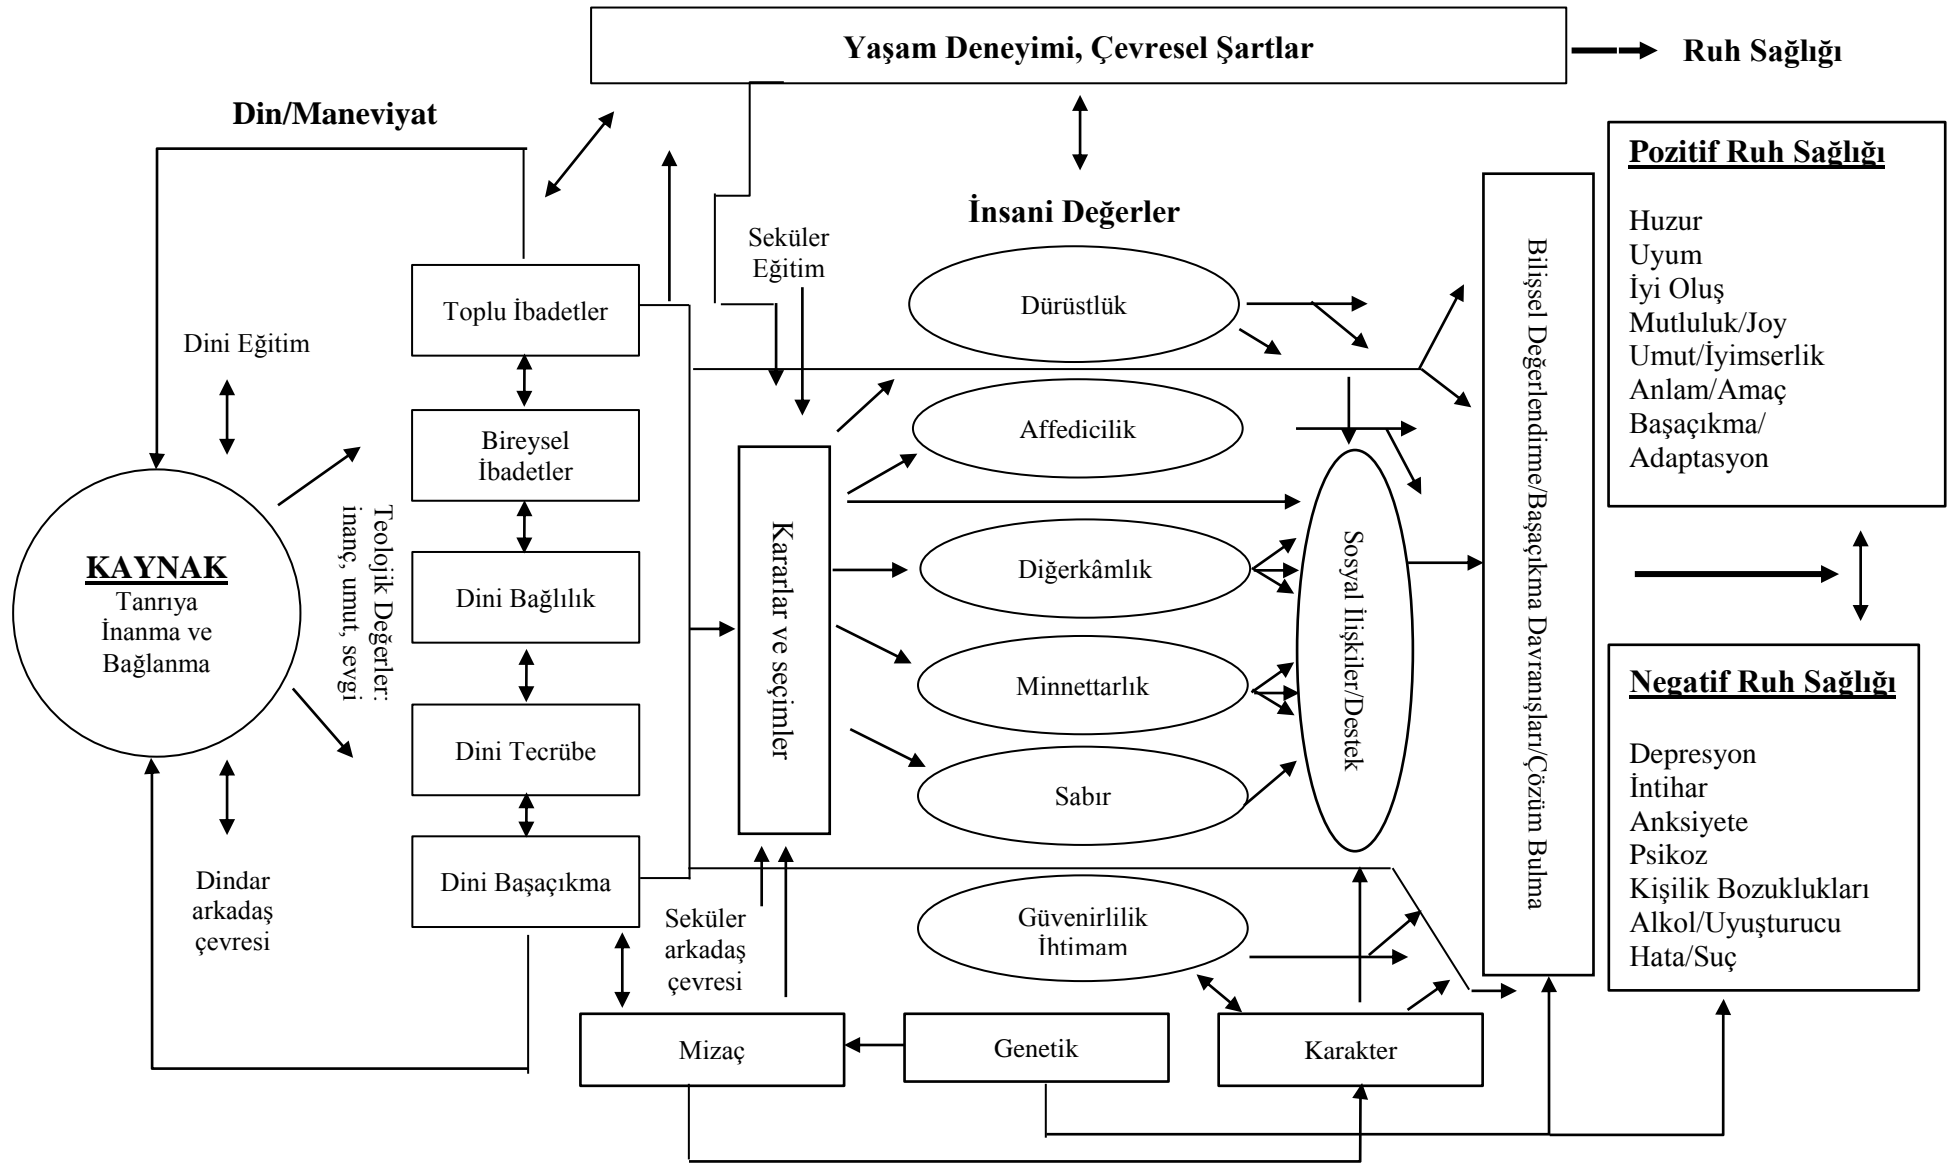 Yaşam Deneyimi, Çevresel Şartlar
Ruh Sağlığı
Din/Maneviyat
Pozitif Ruh Sağlığı
Huzur
Uyum
İyi Oluş
Mutluluk/Joy
Umut/İyimserlik
Anlam/Amaç
Başaçıkma/
Adaptasyon
İnsani Değerler
Seküler
Eğitim
Dini Eğitim
Toplu İbadetler
Bireysel
İbadetler
Dini Bağlılık
Dini Tecrübe
Dini Başaçıkma
KAYNAK
Tanrıya
İnanma ve
Bağlanma
Teolojik Değerler:
inanç, umut, sevgi
Dindar
arkadaş
çevresi
Kararlar ve seçimler
Dürüstlük
Affedicilik
Diğerkâmlık
Minnettarlık
Sabır
Güvenirlilik
İhtimam
Sosyal İlişkiler/Destek
Bilişsel Değerlendirme/Başaçıkma Davranışları/Çözüm Bulma
Negatif Ruh Sağlığı
Depresyon
İntihar
Anksiyete
Psikoz
Kişilik Bozuklukları
Alkol/Uyuşturucu
Hata/Suç
Seküler
arkadaş
çevresi
Mizaç
Genetik
Karakter